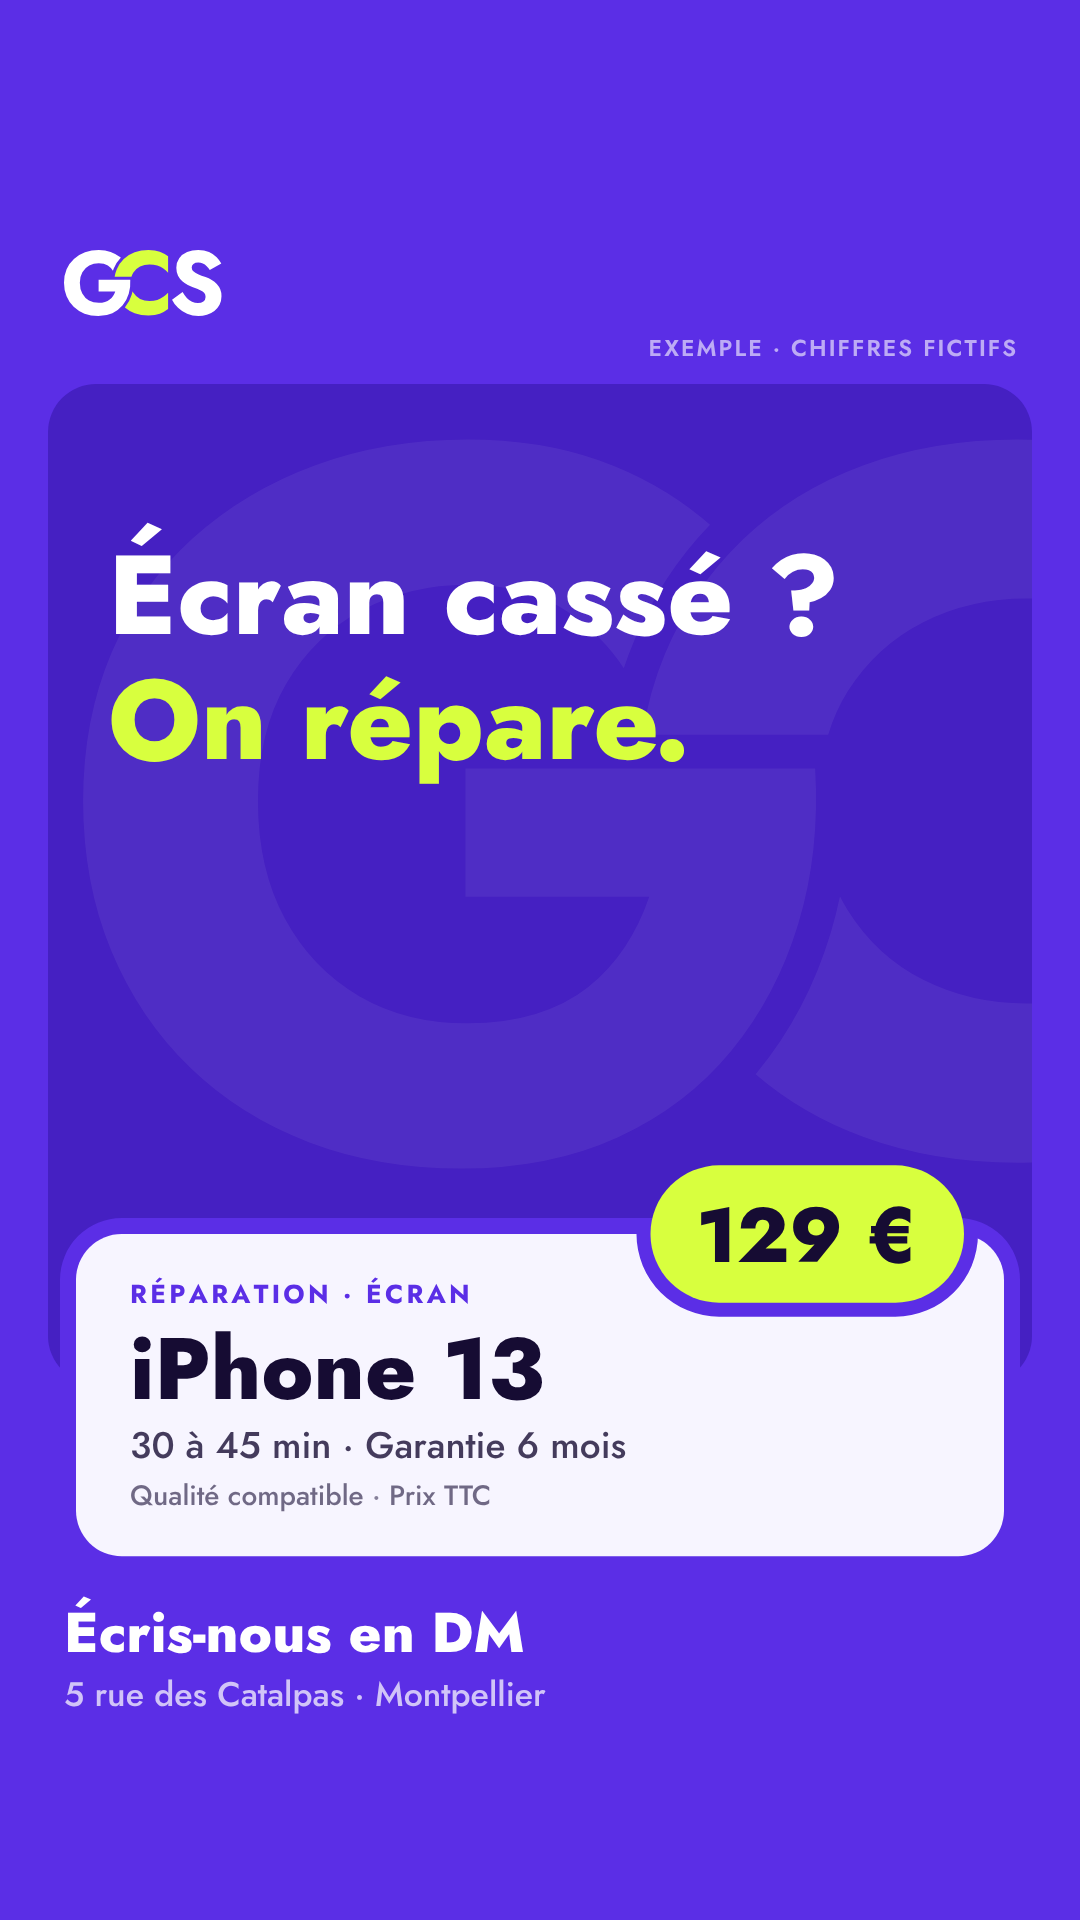 GCS
EXEMPLE · CHIFFRES FICTIFS
Écran cassé ?
On répare.
129 €
RÉPARATION · ÉCRAN
iPhone 13
30 à 45 min · Garantie 6 mois
Qualité compatible · Prix TTC
Écris-nous en DM
5 rue des Catalpas · Montpellier